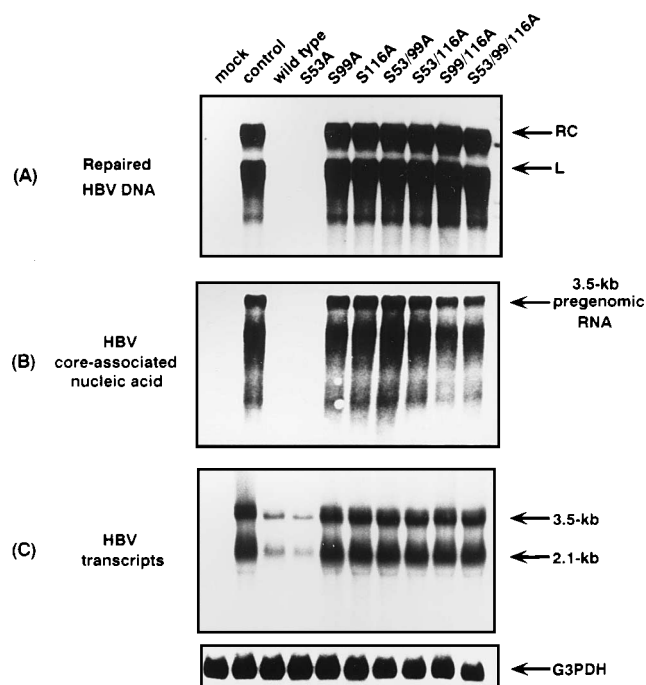 mock
control
wild type
S53A
S99A
S116A
S53/99A
S53/116A
S99/116A
S53/99/116A
(A)
Repaired
HBV DNA
RC
L
(B)
HBV
core-associated
nucleic acid
3.5-kb
pregenomic
RNA
(C)
HBV
transcripts
3.5-kb
2.1-kb
G3PDH